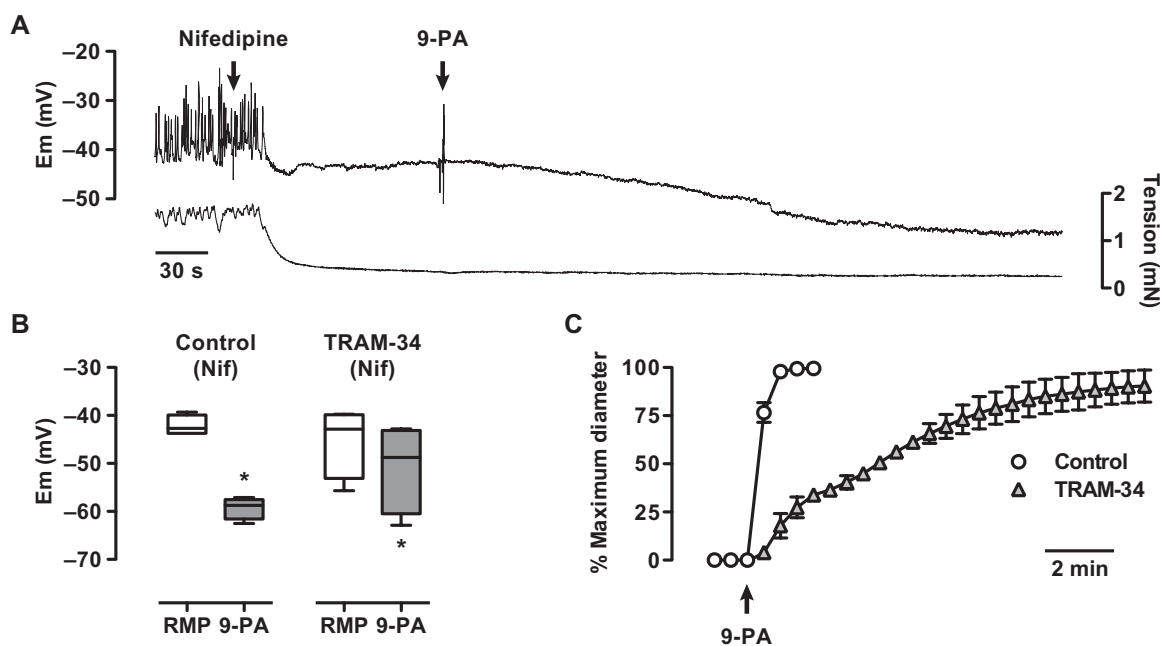 A
Nifedipine
9-PA
–20
–30
–40
–50
Em (mV)
2
1
0
Tension (mN)
30 s
B
Control
(Nif)
TRAM-34
(Nif)
–30
–40
–50
–60
–70
Em (mV)
*
*
RMP 9-PA
RMP 9-PA
C
100
75
50
25
0
% Maximum diameter
Control
TRAM-34
2 min
9-PA